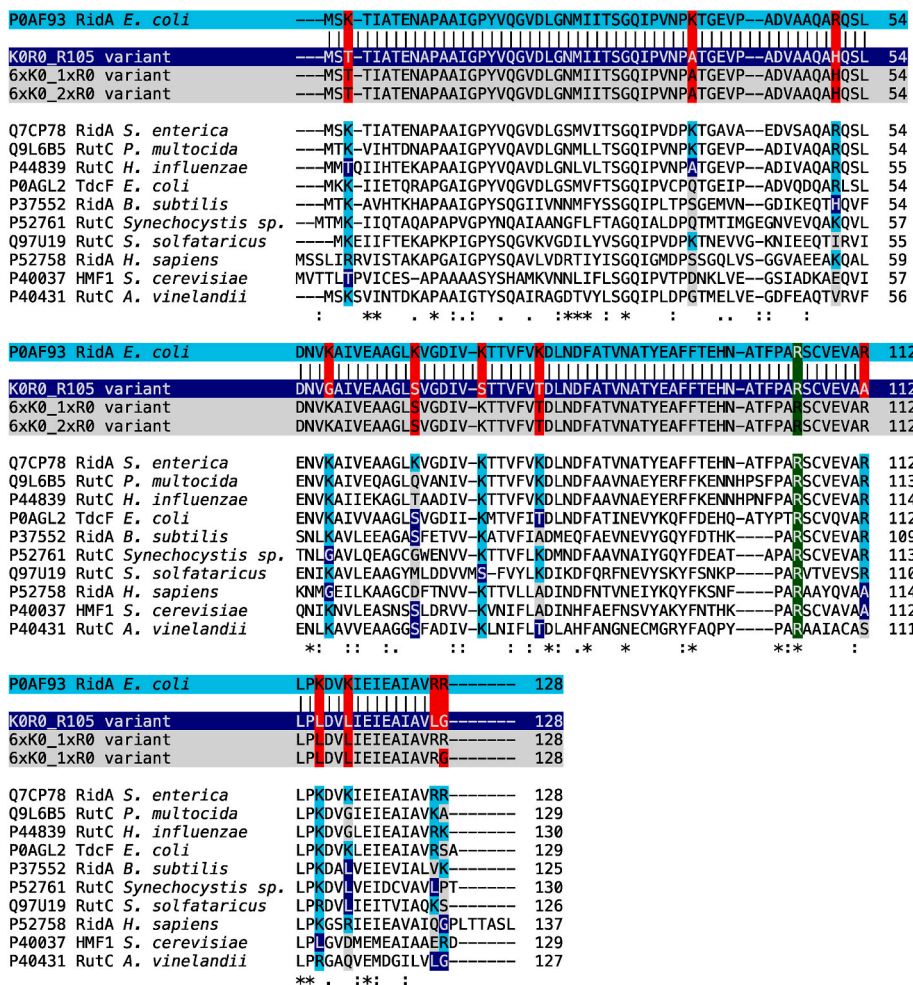 P0AF93 RidA E. coli ---MSK-TIATENAPAAIGPYVQGVDLGNMIITSGQIPVNPKTGEVP--ADVAAQARQSL 54
K0R0_R105 variant ---MST-TIATENAPAAIGPYVQGVDLGNMIITSGQIPVNPATGEVP--ADVAAQAHQSL 54
6xK0_1xR0 variant ---MST-TIATENAPAAIGPYVQGVDLGNMIITSGQIPVNPATGEVP--ADVAAQAHQSL 54
6xK0_2xR0 variant ---MST-TIATENAPAAIGPYVQGVDLGNMIITSGQIPVNPATGEVP--ADVAAQAHQSL 54
Q7CP78 RidA S. enterica ---MSK-TIATENAPAAIGPYVQGVDLGSMVITSGQIPVDPKTGAVA--EDVSAQARQSL 54
Q9L6B5 RutC P. multocida ---MTK-VIHTDNAPAAIGPYVQGVDLGNMLLTSGQIPVNPKTGEVP--ADIVAQARQSL 54
P44839 RutC H. influenzae ---MMTQIIHTEKAPAAIGPYVQAVDLGNLVLTSGQIPVNPATGEVP--ADIVAQARQSL 55
P0AGL2 TdcF E. coli ---MKK-IIETQRAPGAIGPYVQGVDLGSMVFTSGQIPVCPQTGEIP--ADVQDQARLSL 54
P37552 RidA B. subtilis ---MTK-AVHTKHAPAAIGPYSQGIIVNNMFYSSGQIPLTPSGEMVN--GDIKEQTHQVF 54
P52761 RutC Synechocystis sp. -MTMK-IIQTAQAPAPVGPYNQAIAANGFLFTAGQIALDPQTMTIMGEGNVEVQAKQVL 57
Q97U19 RutC S. solfataricus ---MKEIIFTEKAPKPIGPYSQGVKVGDILYVSGQIPVDPKTNEVVG-KNIEEQTIRVI 55
P52758 RidA H. sapiens MSSLIRRVISTAKAPGAIGPYSQAVLVDRTIYISGQIGMDPSSGQLVS-GGVAEEAKQAL 59
P40037 HMF1 S. cerevisiae MVTTLTPVICES-APAAAASYSHAMKVNNLIFLSGQIPVTPDNKLVE--GSIADKAEQVI 57
P40431 RutC A. vinelandii ---MSKSVINTDKAPAAIGTYSQAIRAGDTVYLSGQIPLDPGTMELVE-GDFEAQTVRVF 56
: ** . * :.: . . :*** * : .. :: :
P0AF93 RidA E. coli DNVKAIVEAAGLKVGDIV-KTTVFVKDLNDFATVNATYEAFFTEHN-ATFPARSCVEVAR 112
K0R0_R105 variant DNVGAIVEAAGLSVGDIV-STTVFVTDLNDFATVNATYEAFFTEHN-ATFPARSCVEVAA 112
6xK0_1xR0 variant DNVKAIVEAAGLSVGDIV-KTTVFVTDLNDFATVNATYEAFFTEHN-ATFPARSCVEVAR 112
6xK0_2xR0 variant DNVKAIVEAAGLSVGDIV-KTTVFVTDLNDFATVNATYEAFFTEHN-ATFPARSCVEVAR 112
Q7CP78 RidA S. enterica ENVKAIVEAAGLKVGDIV-KTTVFVKDLNDFATVNATYEAFFTEHN-ATFPARSCVEVAR 112
Q9L6B5 RutC P. multocida ENVKAIVEQAGLQVANIV-KTTVFVKDLNDFAAVNAEYERFFKENNHPSFPARSCVEVAR 113
P44839 RutC H. influenzae ENVKAIIEKAGLTAADIV-KTTVFVKDLNDFAAVNAEYERFFKENNHPNFPARSCVEVAR 114
P0AGL2 TdcF E. coli ENVKAVVAAAGLSVGDII-KMTVFITDLNDFATINEVYKQFFDEHQ-ATYPTRSCVQVAR 112
P37552 RidA B. subtilis SNLKAVLEEAGASFETVV-KATVFIADMEQFAEVNEVYGQYFDTHK----PARSCVEVAR 109
P52761 RutC Synechocystis sp. TNLGAVLQEAGCGWENVV-KTTVFLKDMNDFAAVNAIYGQYFDEAT----APARSCVEVAR 113
Q97U19 RutC S. solfataricus ENIKAVLEAAGYMLDDVVMS-FVYLKDIKDFQRFNEVYSKYFSNKP----PARVTVEVSR 110
P52758 RidA H. sapiens KNMGEILKAAGCDFTNVV-KTTVLLADINDFNTVNEIYKQYFKSNF----PARAAYQVAA 114
P40037 HMF1 S. cerevisiae QNIKNVLEASNSSLDRVV-KVNIFLADINHFAEFNSVYAKYFNTHK----PARSCVAVAA 112
P40431 RutC A. vinelandii ENLKAVVEAAGGSFADIV-KLNIFLTDLAHFANGNECMGRYFAQPY----PARAAIACAS 111
*: :: :. :: : : *: .* * :* *:* :
P0AF93 RidA E. coli LPKDVKIEIEAIAVRR------- 128
K0R0_R105 variant LPLDVLIEIEAIAVLG------- 128
6xK0_1xR0 variant LPLDVLIEIEAIAVRR------- 128
6xK0_1xR0 variant LPLDVLIEIEAIAVRG------- 128
Q7CP78 RidA S. enterica LPKDVKIEIEAIAVRR------- 128
Q9L6B5 RutC P. multocida LPKDVGIEIEAIAVKA------- 129
P44839 RutC H. influenzae LPKDVGLEIEAIAVRK------- 130
P0AGL2 TdcF E. coli LPKDVKLEIEAIAVRSA------ 129
P37552 RidA B. subtilis LPKDALVEIEVIALVK------- 125
P52761 RutC Synechocystis sp. LPKDVLVEIDCVAVLPT------ 130
Q97U19 RutC S. solfataricus LPRDVLIEITVIAQKS------- 126
P52758 RidA H. sapiens LPKGSRIEIEAVAIQGPLTTASL 137
P40037 HMF1 S. cerevisiae LPLGVDMEMEAIAAERD------ 129
P40431 RutC A. vinelandii LPRGAQVEMDGILVLG------- 127
** . :*: :